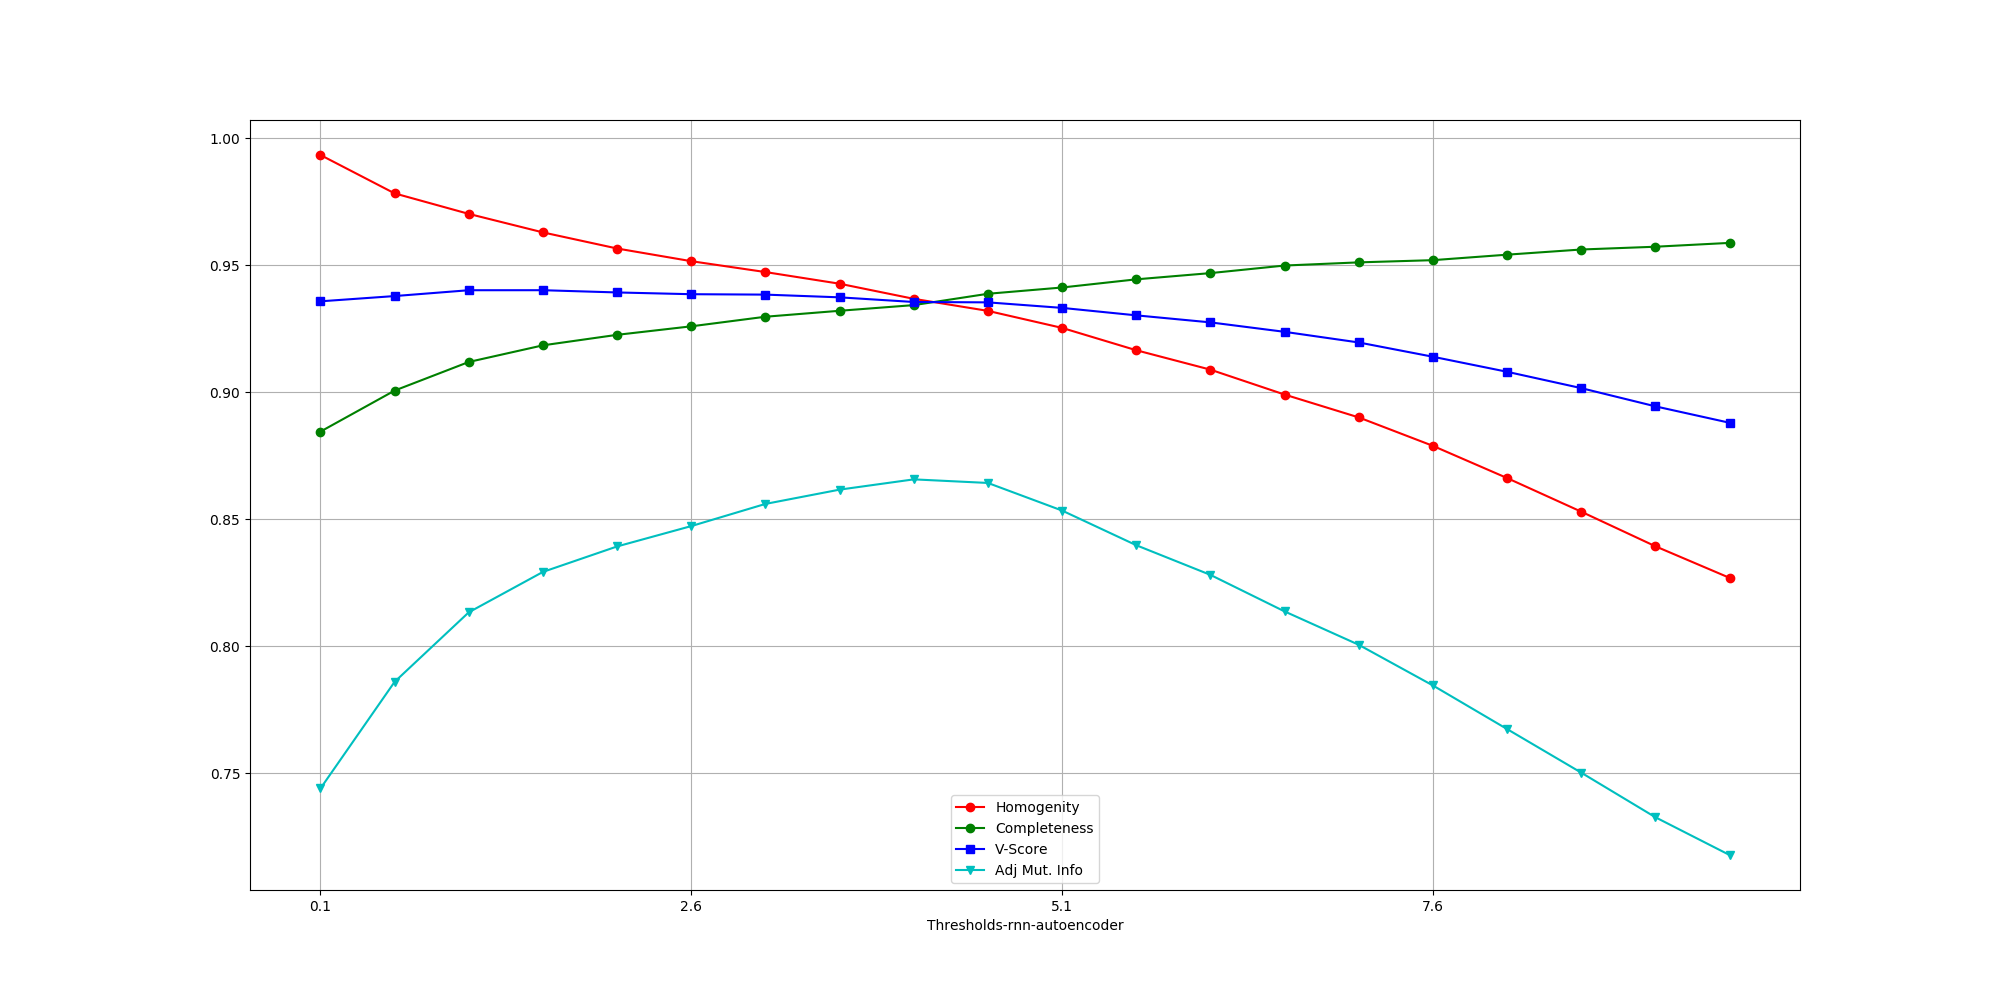 1.00
0.95
0.90
0.85
0.80
0.75
Homogenity
Completeness
V-Score
Adj Mut. Info
0.1 2.6 5.1 7.6
Thresholds-rnn-autoencoder